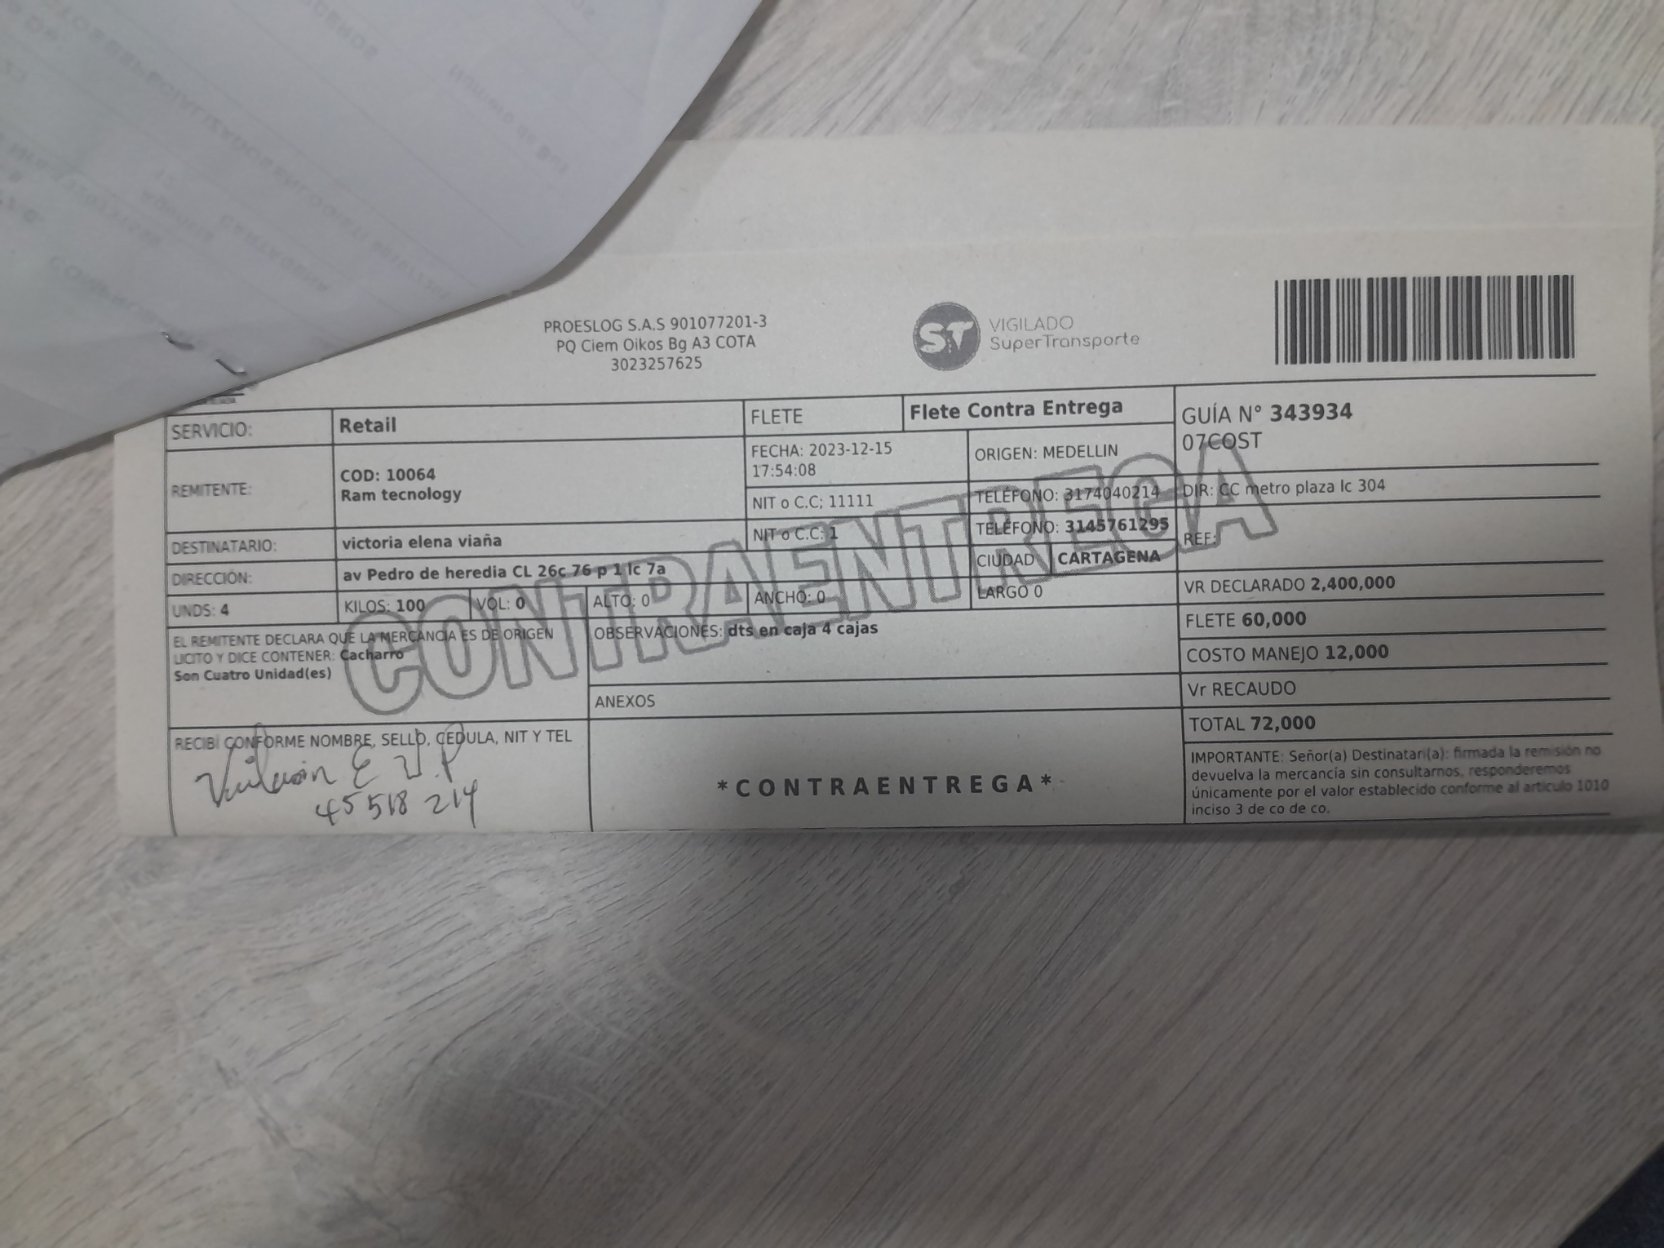 PROESLOG S.A.S 901077201-3
PQ Ciem Oikos Bg A3 COTA
3023257625
ST VIGILADO
SuperTransporte
SERVICIO: Retail FLETE Flete Contra Entrega GUÍA N° 343934
07COST
REMITENTE: COD: 10064
Ram tecnology
FECHA: 2023-12-15
17:54:08
ORIGEN: MEDELLIN
NIT o C.C; 11111 TELÉFONO: 3174040214 DIR: CC metro plaza lc 304
DESTINATARIO: victoria elena viaña NIT o C.C: 1 TELÉFONO: 3145761295 REF:
DIRECCIÓN: av Pedro de heredia CL 26c 76 p 1 lc 7a CIUDAD CARTAGENA
UNDS: 4 KILOS: 100 VOL: 0 ALTO: 0 ANCHO: 0 LARGO 0 VR DECLARADO 2,400,000
EL REMITENTE DECLARA QUE LA MERCANCIA ES DE ORIGEN
LICITO Y DICE CONTENER: Cacharro
Son Cuatro Unidad(es)
OBSERVACIONES: dts en caja 4 cajas
FLETE 60,000
COSTO MANEJO 12,000
ANEXOS
Vr RECAUDO
TOTAL 72,000
CONTRAENTREGA
RECIBI CONFORME NOMBRE, SELLO, CEDULA, NIT Y TEL
E V.P
45518 214
*CONTRAENTREGA*
IMPORTANTE: Señor(a) Destinatari(a): firmada la remisión no
devuelva la mercancía sin consultarnos, responderemos
únicamente por el valor establecido conforme al articulo 1010
inciso 3 de co de co.